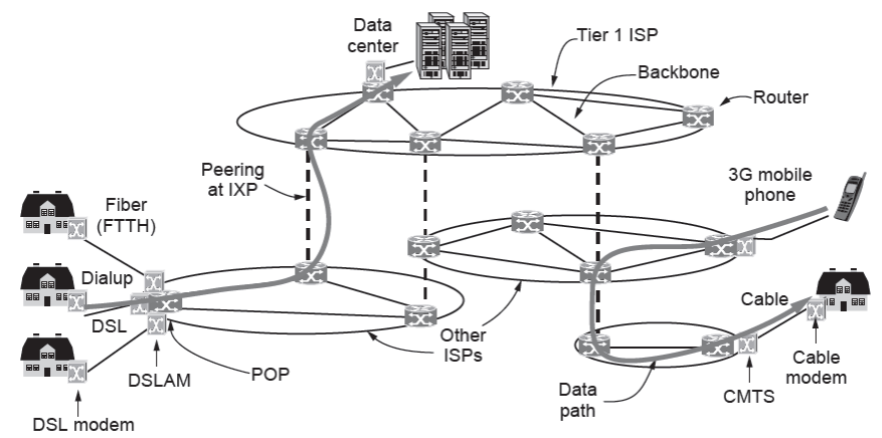 Data
center
Tier 1 ISP
Backbone
Router
Peering
at IXP
3G mobile
phone
Fiber
(FTTH)
Dialup
DSL
Other
ISPs
Cable
DSLAM
POP
Data
path
CMTS
Cable
modem
DSL modem